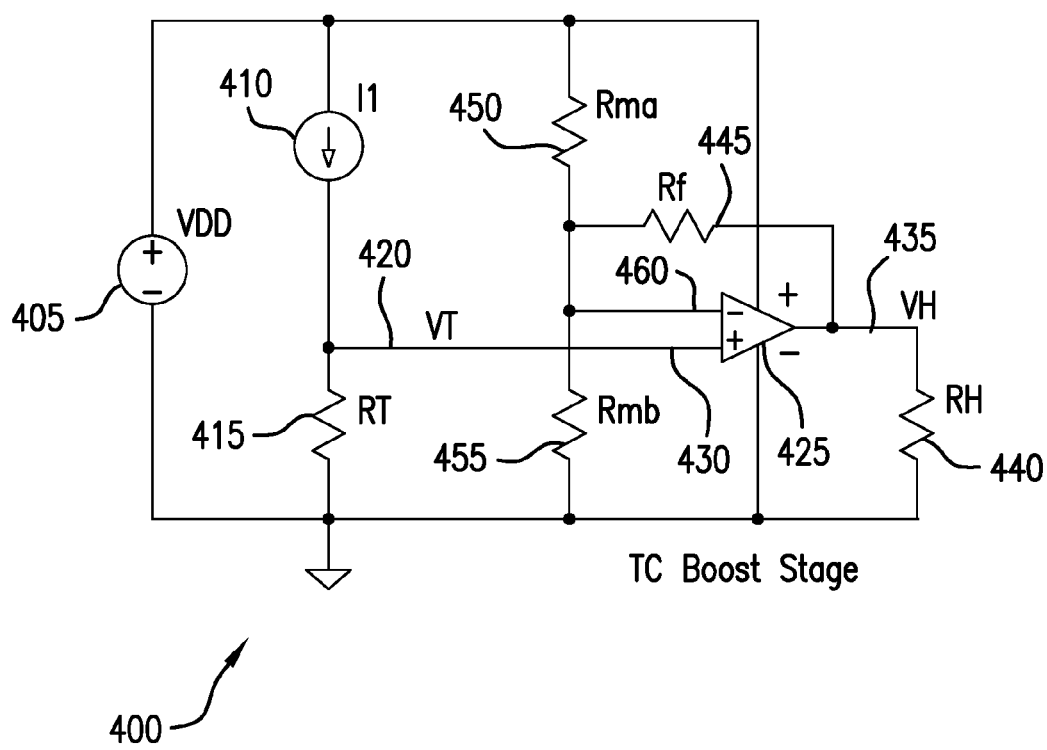 410
I1
450
Rma
445
Rf
VDD
+
−
405
420
VT
460
435
VH
−
+
+
−
415
RT
455
Rmb
430
425
RH
440
TC Boost Stage
400